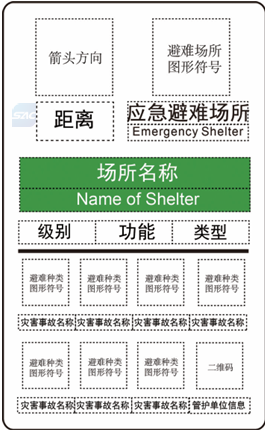 箭头方向 避难场所
图形符号
距离 应急避难场所
Emergency Shelter
场所名称
Name of Shelter
级别 功能 类型
避难种类 避难种类 避难种类 避难种类
图形符号 图形符号 图形符号 图形符号
灾害事故名称 灾害事故名称 灾害事故名称 灾害事故名称
避难种类 避难种类 避难种类 二维码
图形符号 图形符号 图形符号
灾害事故名称 灾害事故名称 灾害事故名称 管护单位信息